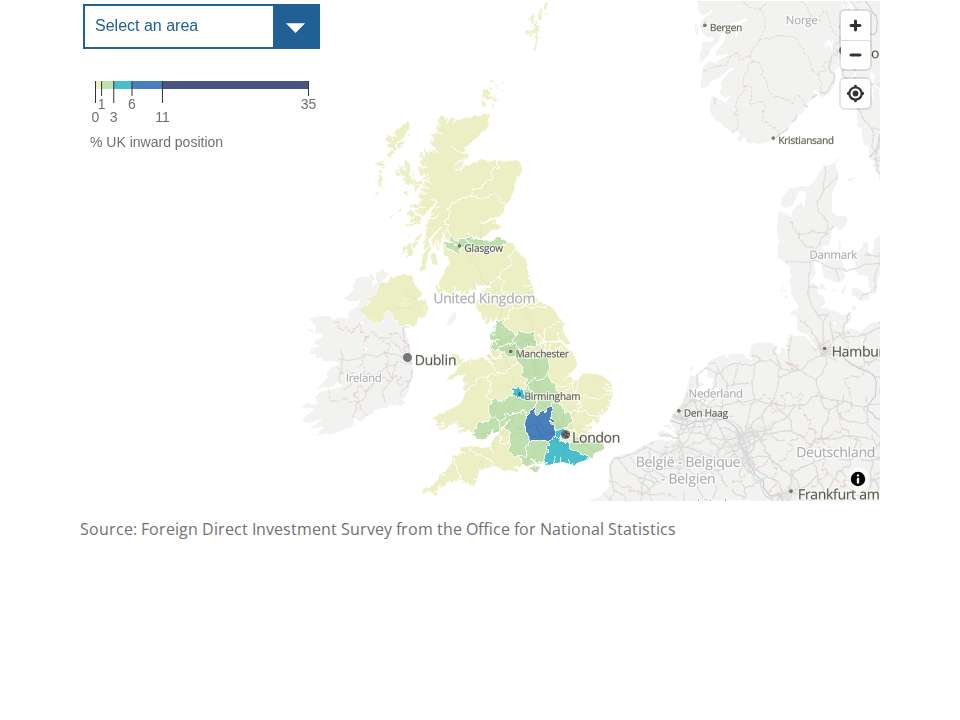 Select an area
1 6 35
0 3 11
% UK inward position
Norge
Bergen
Kristiansand
Danmark
Glasgow
United Kingdom
Manchester
Dublin
Ireland
Hambu
Birmingham
Nederland
Den Haag
London
België - Belgique
- Belgien
Deutschland
Frankfurt am
Source: Foreign Direct Investment Survey from the Office for National Statistics